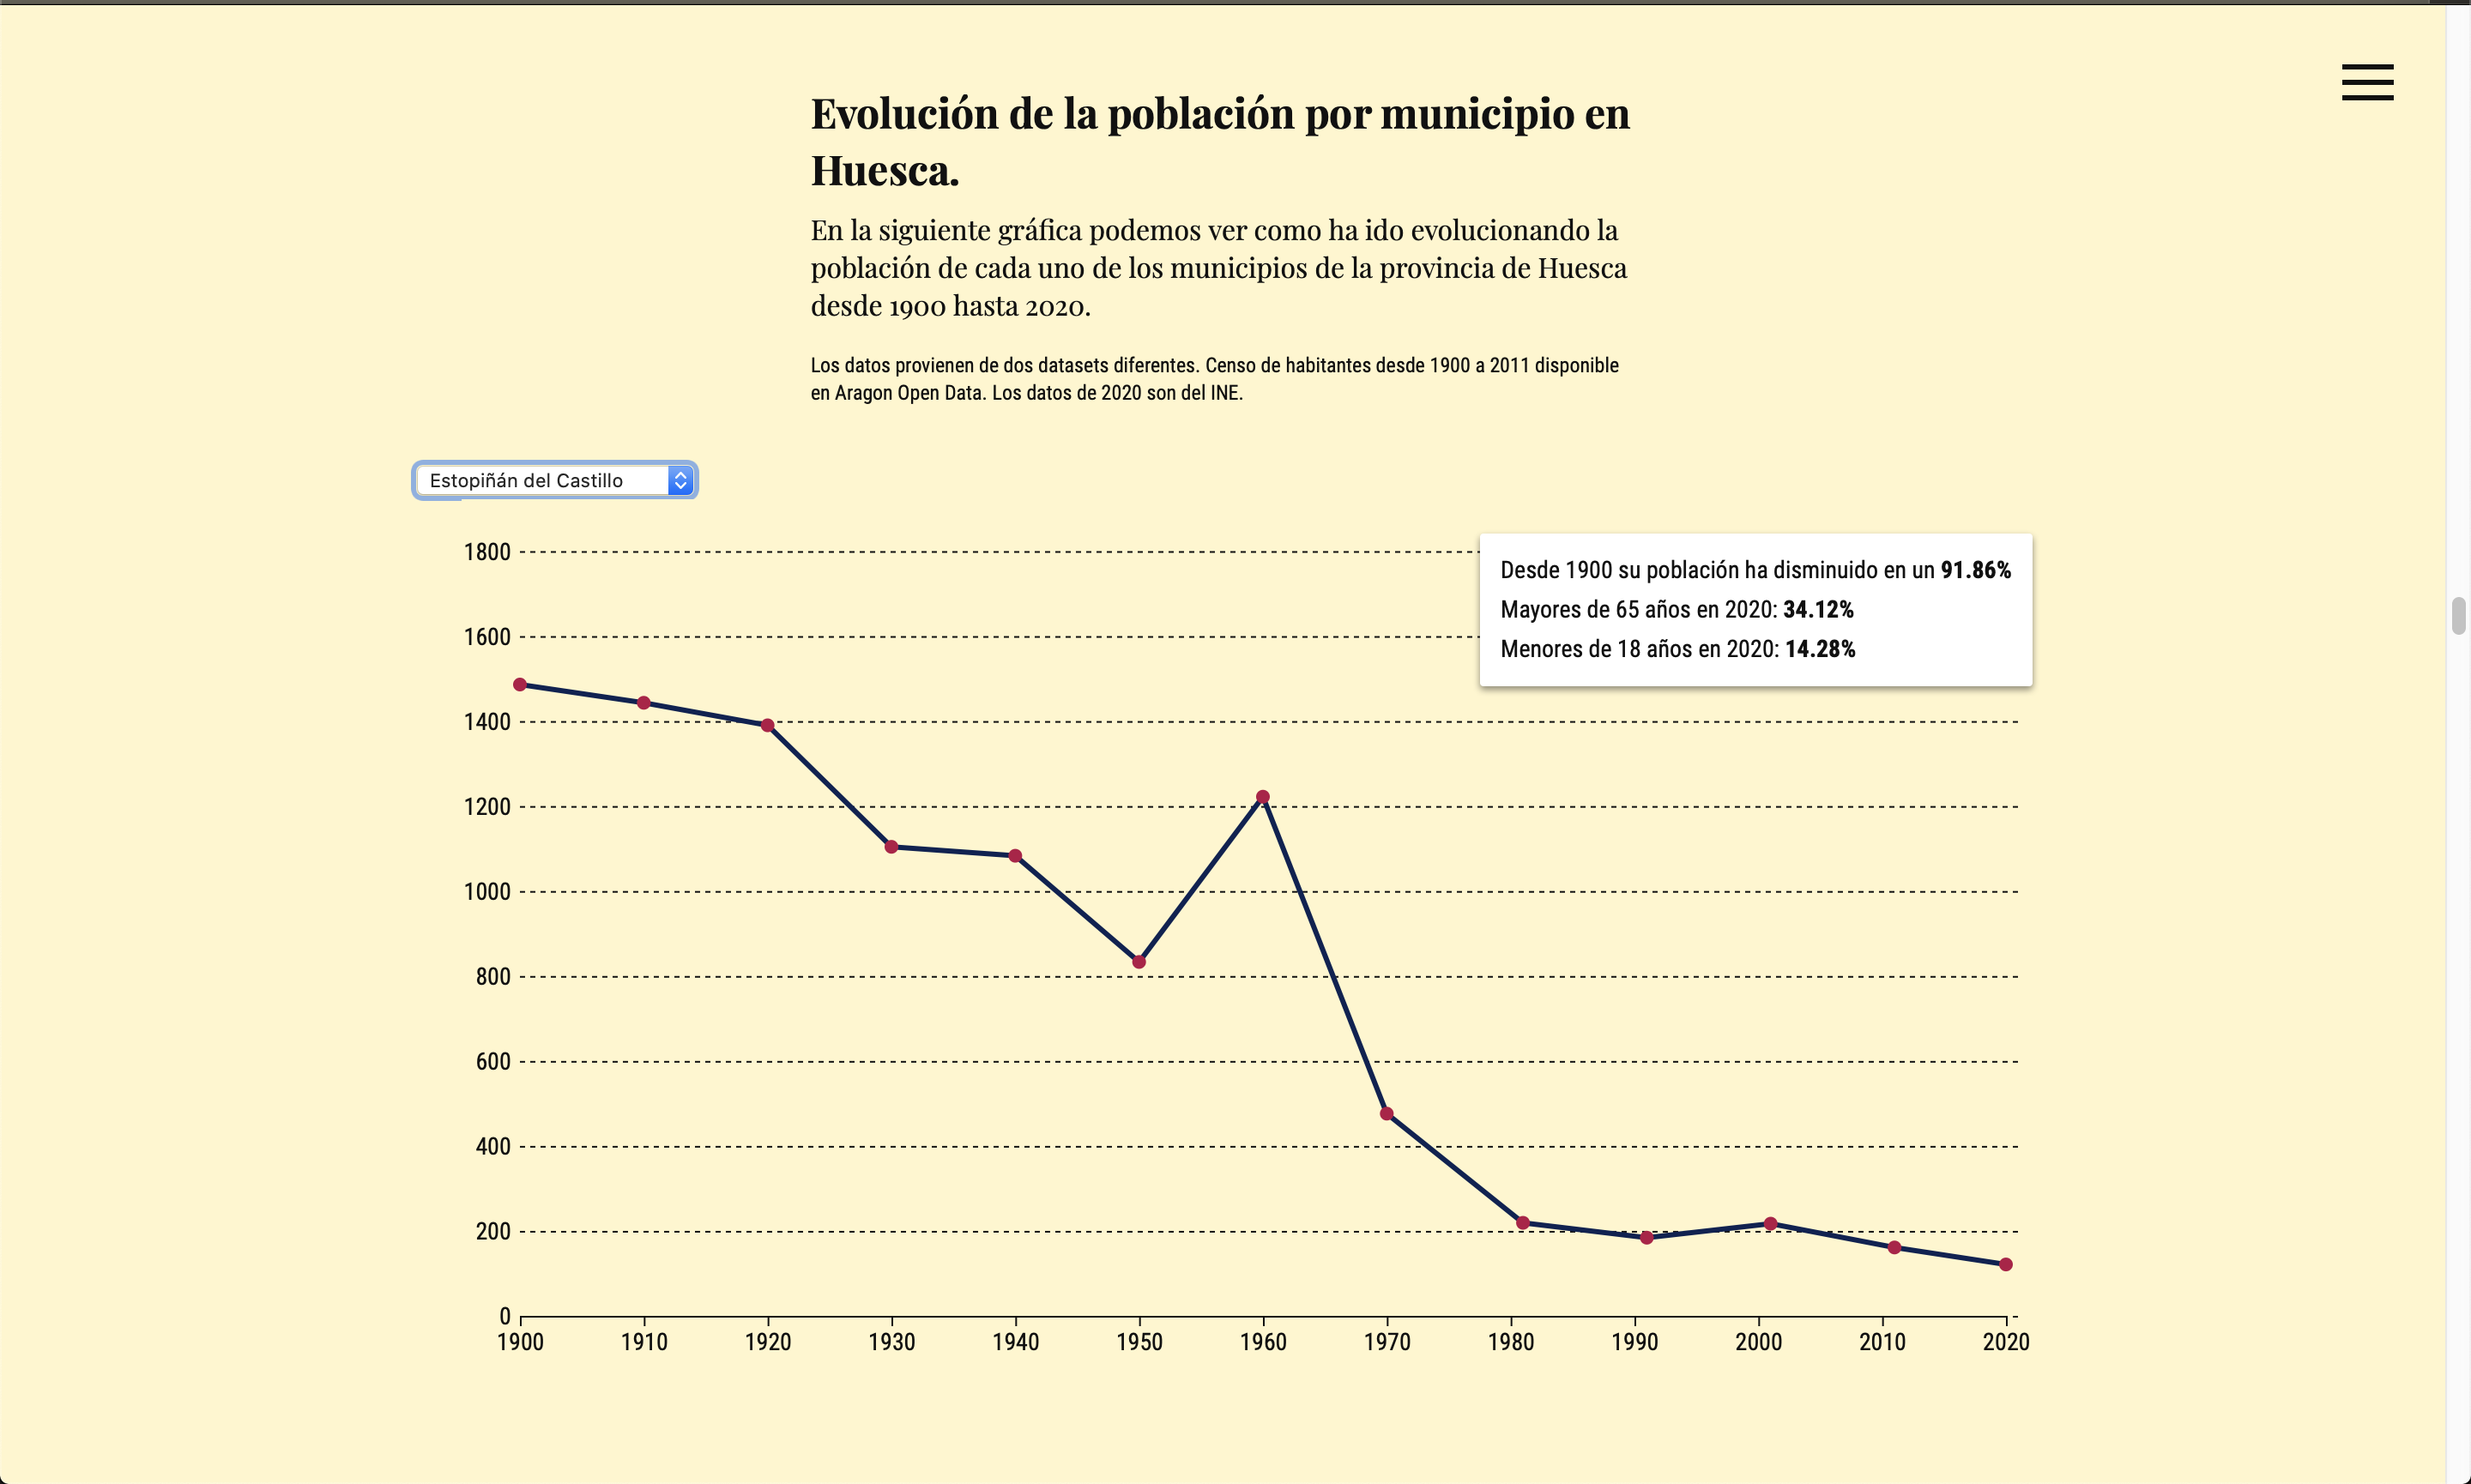 Evolución de la población por municipio en
Huesca.
En la siguiente gráfica podemos ver como ha ido evolucionando la
población de cada uno de los municipios de la provincia de Huesca
desde 1900 hasta 2020.
Los datos provienen de dos datasets diferentes. Censo de habitantes desde 1900 a 2011 disponible
en Aragon Open Data. Los datos de 2020 son del INE.
Estopiñán del Castillo
Desde 1900 su población ha disminuido en un 91.86%
Mayores de 65 años en 2020: 34.12%
Menores de 18 años en 2020: 14.28%
1800
1600
1400
1200
1000
800
600
400
200
0
1900 1910 1920 1930 1940 1950 1960 1970 1980 1990 2000 2010 2020